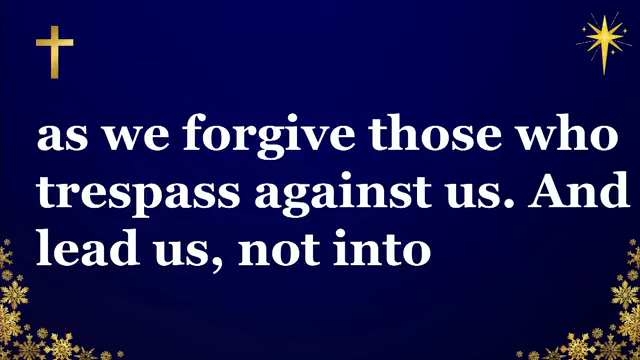 as we forgive those who
trespass against us. And
lead us, not into